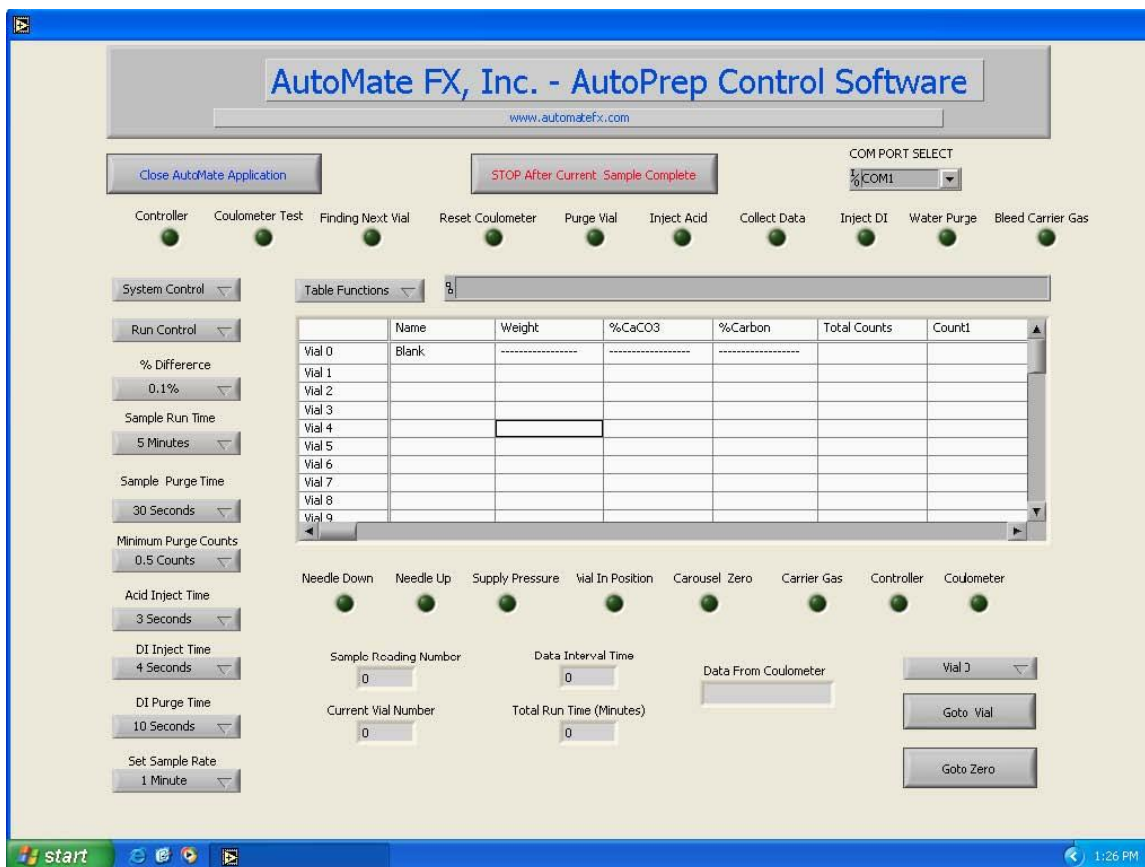 AutoMate FX, Inc. - AutoPrep Control Software
www.automatefx.com
COM PORT SELECT
Close AutoMate Application
STOP After Current Sample Complete
COM1
Controller Coulometer Test Finding Next Vial Reset Coulometer Purge Vial Inject Acid Collect Data Inject DI Water Purge Bleed Carrier Gas
System Control
Table Functions
Run Control
% Difference
0.1%
Sample Run Time
5 Minutes
Sample Purge Time
30 Seconds
Minimum Purge Counts
0.5 Counts
Acid Inject Time
3 Seconds
DI Inject Time
4 Seconds
DI Purge Time
10 Seconds
Set Sample Rate
1 Minute
Name Weight %CaCO3 %Carbon Total Counts Count1
Vial 0 Blank ---------------- ----------------- -----------------
Vial 1
Vial 2
Vial 3
Vial 4
Vial 5
Vial 6
Vial 7
Vial 8
Vial 9
Needle Down Needle Up Supply Pressure Vial In Position Carousel Zero Carrier Gas Controller Coulometer
Sample Reading Number
0
Data Interval Time
0
Data From Coulometer
Current Vial Number
0
Total Run Time (Minutes)
0
Vial 0
Goto Vial
Goto Zero
start
1:26 PM